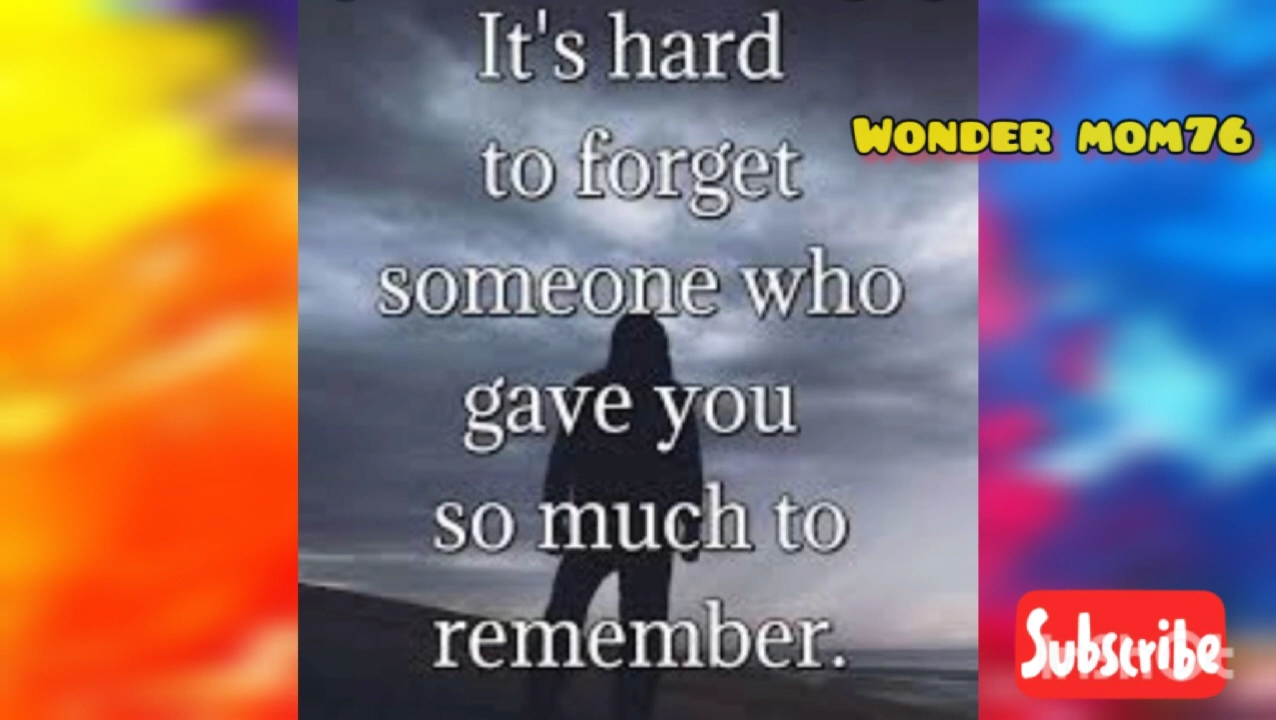 It's hard
to forget
someone who
gave you
so much to
remember.
Wonder mom76
Subscribe